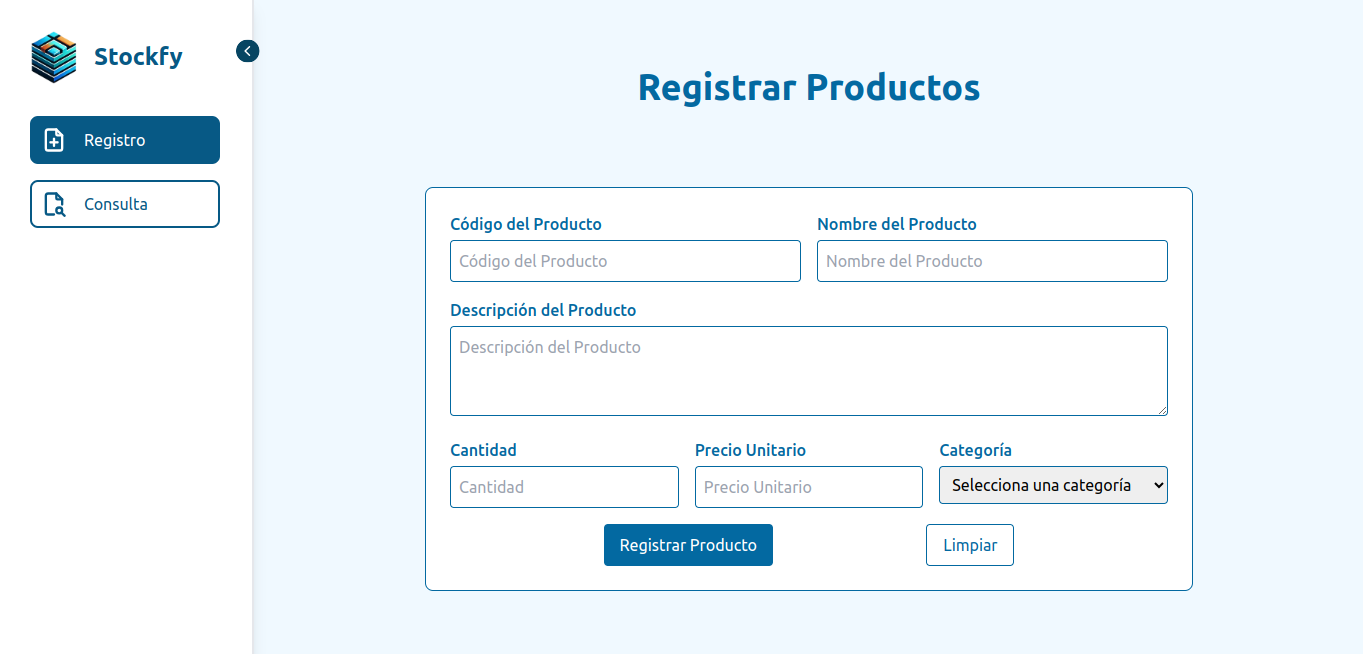 Stockfy
Registro
Consulta
Registrar Productos
Código del Producto
Nombre del Producto
Código del Producto
Nombre del Producto
Descripción del Producto
Descripción del Producto
Cantidad
Precio Unitario
Categoría
Cantidad
Precio Unitario
Selecciona una categoría
Registrar Producto
Limpiar